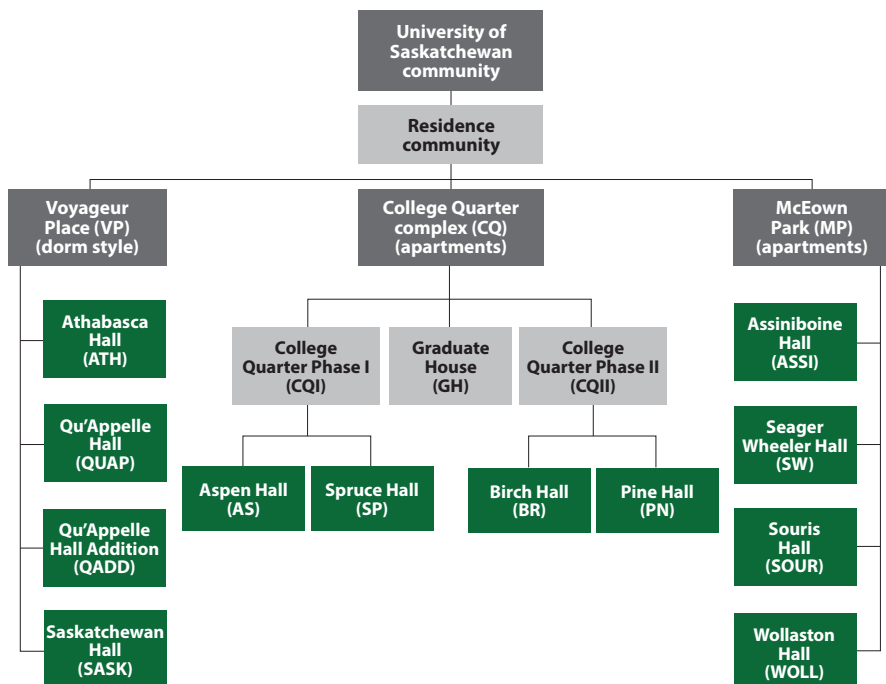 University of
Saskatchewan
community
Residence
community
Voyageur
Place (VP)
(dorm style)
College Quarter
complex (CQ)
(apartments)
McEown
Park (MP)
(apartments)
Athabasca
Hall
(ATH)
Qu’Appelle
Hall
(QUAP)
Qu’Appelle
Hall Addition
(QADD)
Saskatchewan
Hall
(SASK)
College
Quarter Phase I
(CQI)
Graduate
House
(GH)
College
Quarter Phase II
(CQII)
Aspen Hall
(AS)
Spruce Hall
(SP)
Birch Hall
(BR)
Pine Hall
(PN)
Assiniboine
Hall
(ASSI)
Seager
Wheeler Hall
(SW)
Souris
Hall
(SOUR)
Wollaston
Hall
(WOLL)